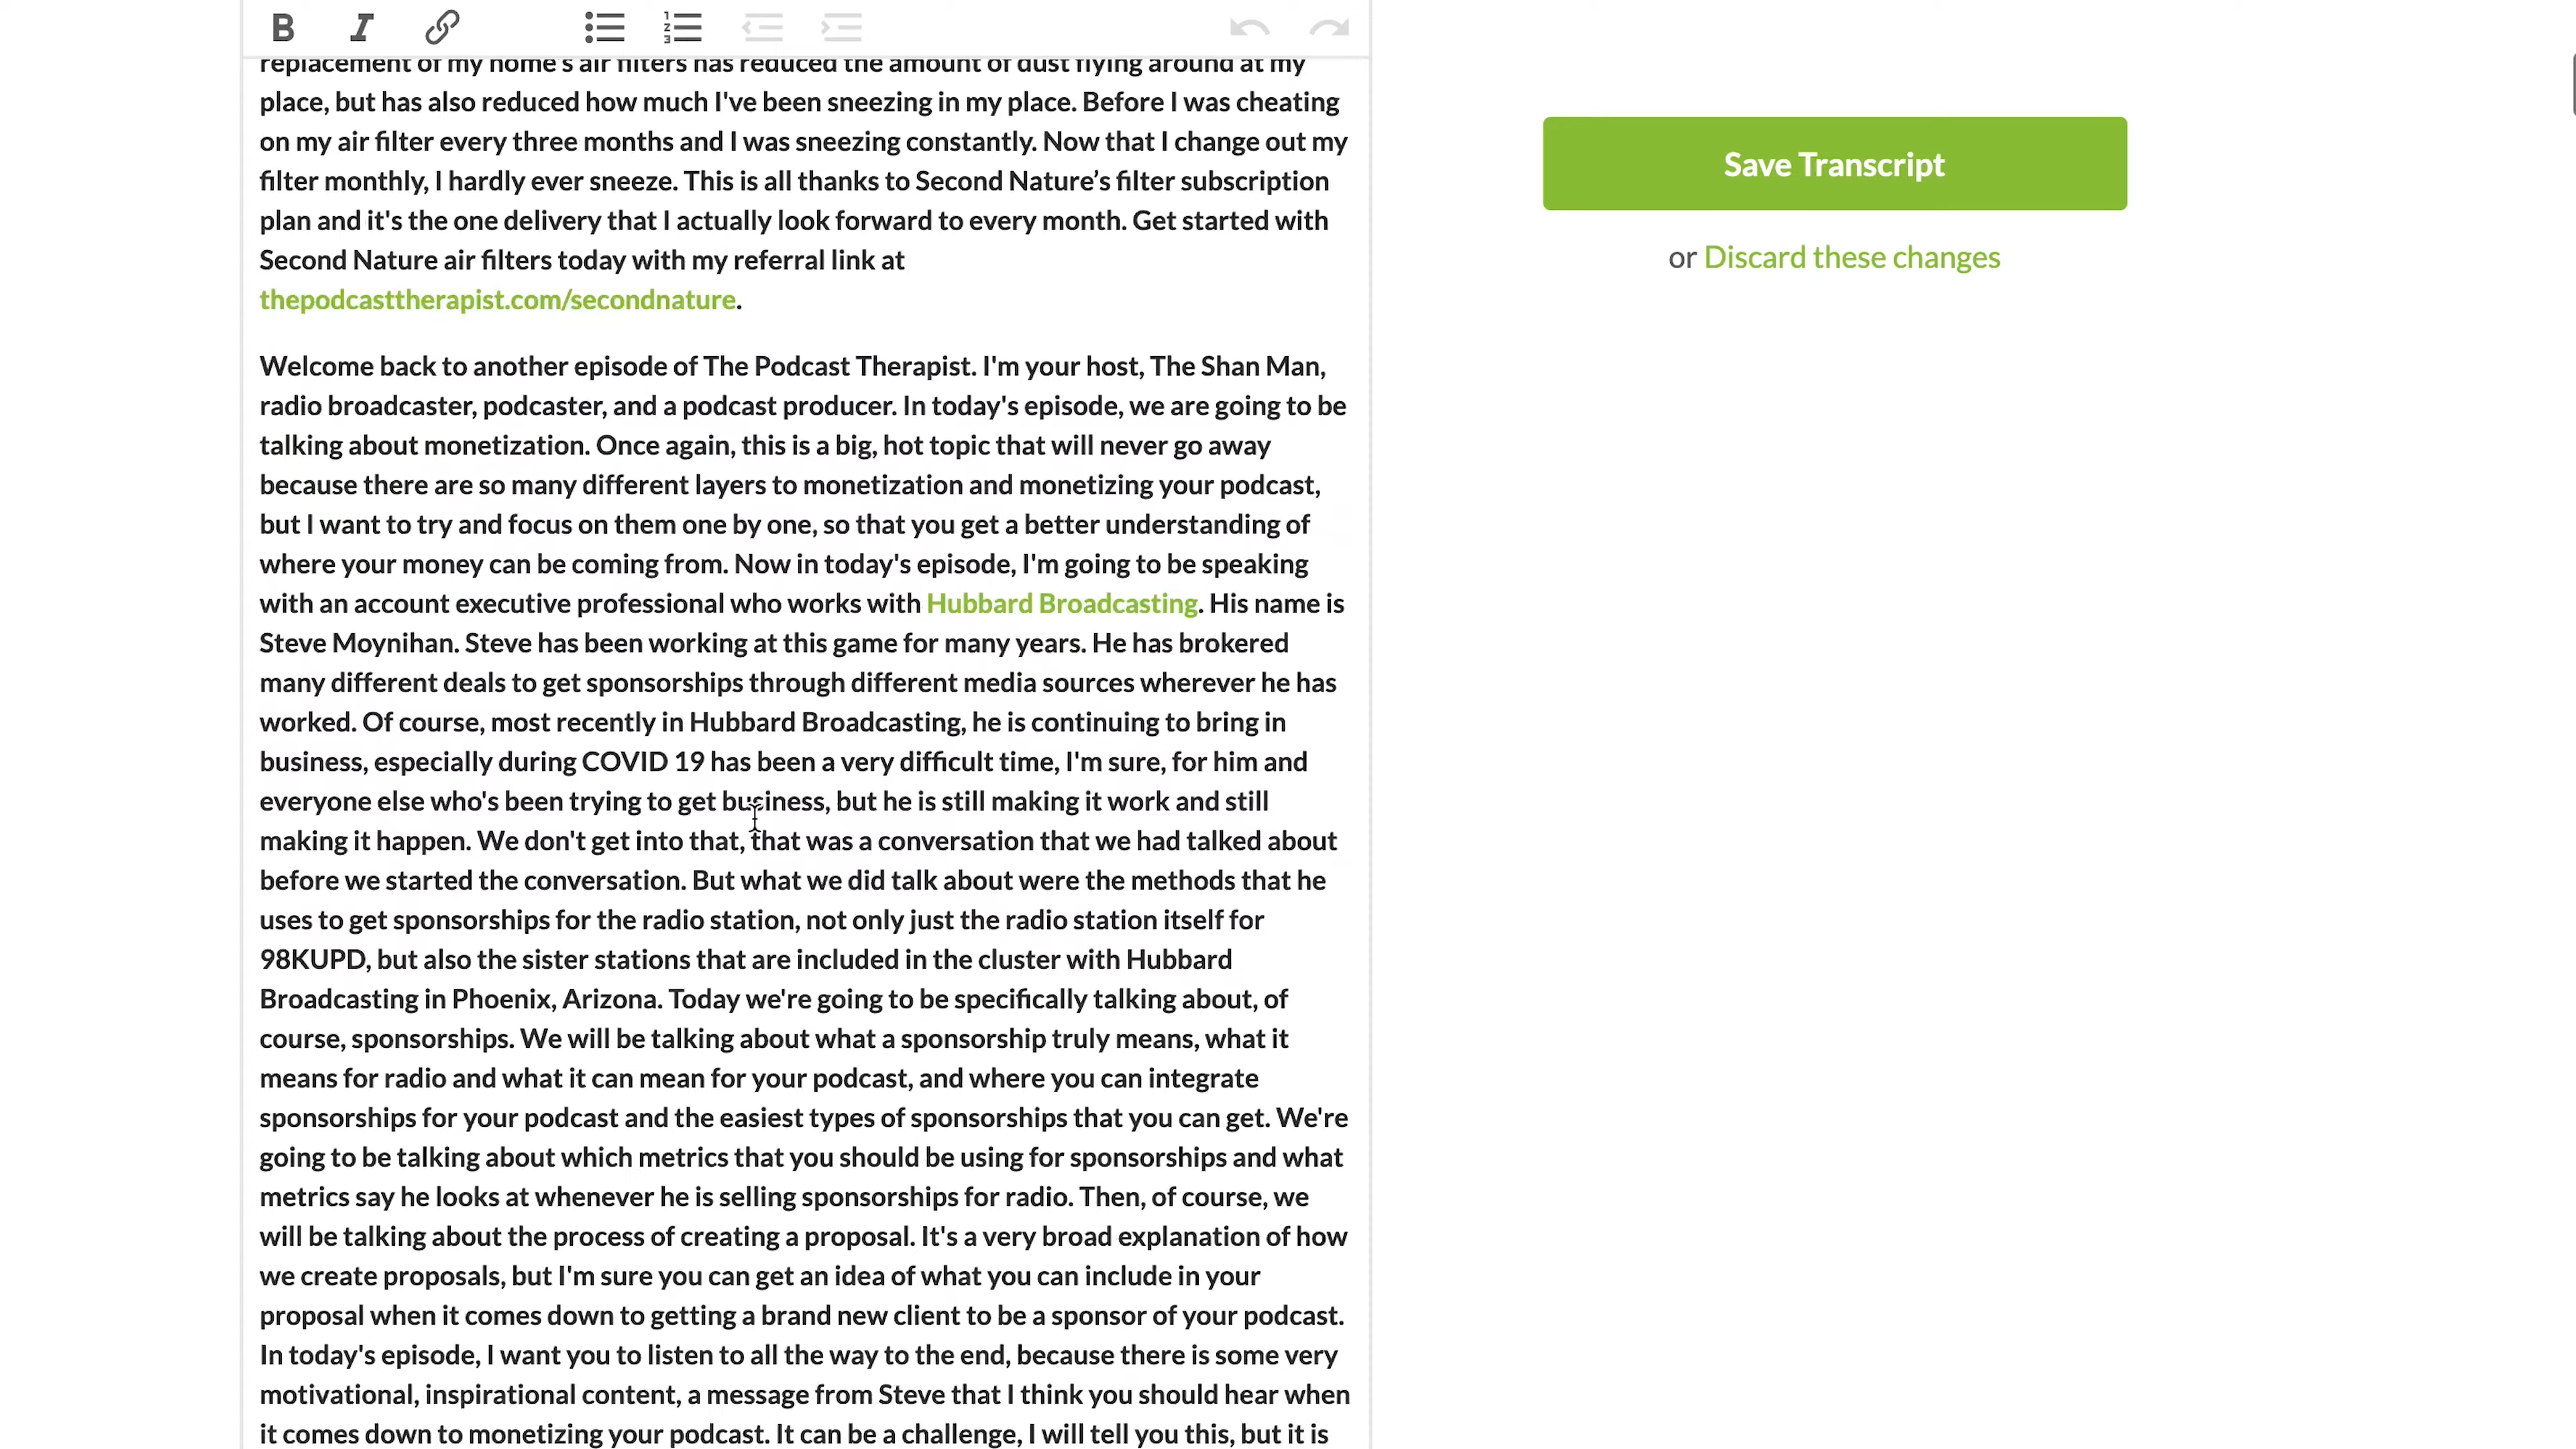 replacement of my home's air filters has reduced the amount of dust flying around at my
place, but has also reduced how much I've been sneezing in my place. Before I was cheating
on my air filter every three months and I was sneezing constantly. Now that I change out my
filter monthly, I hardly ever sneeze. This is all thanks to Second Nature’s filter subscription
plan and it's the one delivery that I actually look forward to every month. Get started with
Second Nature air filters today with my referral link at
thepodcasttherapist.com/secondnature.
Welcome back to another episode of The Podcast Therapist. I'm your host, The Shan Man,
radio broadcaster, podcaster, and a podcast producer. In today's episode, we are going to be
talking about monetization. Once again, this is a big, hot topic that will never go away
because there are so many different layers to monetization and monetizing your podcast,
but I want to try and focus on them one by one, so that you get a better understanding of
where your money can be coming from. Now in today's episode, I'm going to be speaking
with an account executive professional who works with Hubbard Broadcasting. His name is
Steve Moynihan. Steve has been working at this game for many years. He has brokered
many different deals to get sponsorships through different media sources wherever he has
worked. Of course, most recently in Hubbard Broadcasting, he is continuing to bring in
business, especially during COVID 19 has been a very difficult time, I'm sure, for him and
everyone else who's been trying to get business, but he is still making it work and still
making it happen. We don't get into that, that was a conversation that we had talked about
before we started the conversation. But what we did talk about were the methods that he
uses to get sponsorships for the radio station, not only just the radio station itself for
98KUPD, but also the sister stations that are included in the cluster with Hubbard
Broadcasting in Phoenix, Arizona. Today we're going to be specifically talking about, of
course, sponsorships. We will be talking about what a sponsorship truly means, what it
means for radio and what it can mean for your podcast, and where you can integrate
sponsorships for your podcast and the easiest types of sponsorships that you can get. We're
going to be talking about which metrics that you should be using for sponsorships and what
metrics say he looks at whenever he is selling sponsorships for radio. Then, of course, we
will be talking about the process of creating a proposal. It's a very broad explanation of how
we create proposals, but I'm sure you can get an idea of what you can include in your
proposal when it comes down to getting a brand new client to be a sponsor of your podcast.
In today's episode, I want you to listen to all the way to the end, because there is some very
motivational, inspirational content, a message from Steve that I think you should hear when
it comes down to monetizing your podcast. It can be a challenge, I will tell you this, but it is
Save Transcript
or Discard these changes